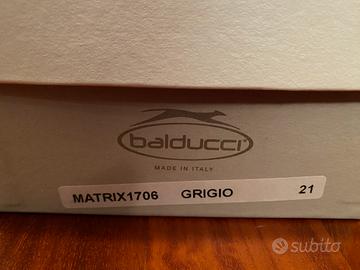 balducci
MADE IN ITALY
MATRIX1706 GRIGIO 21
subito